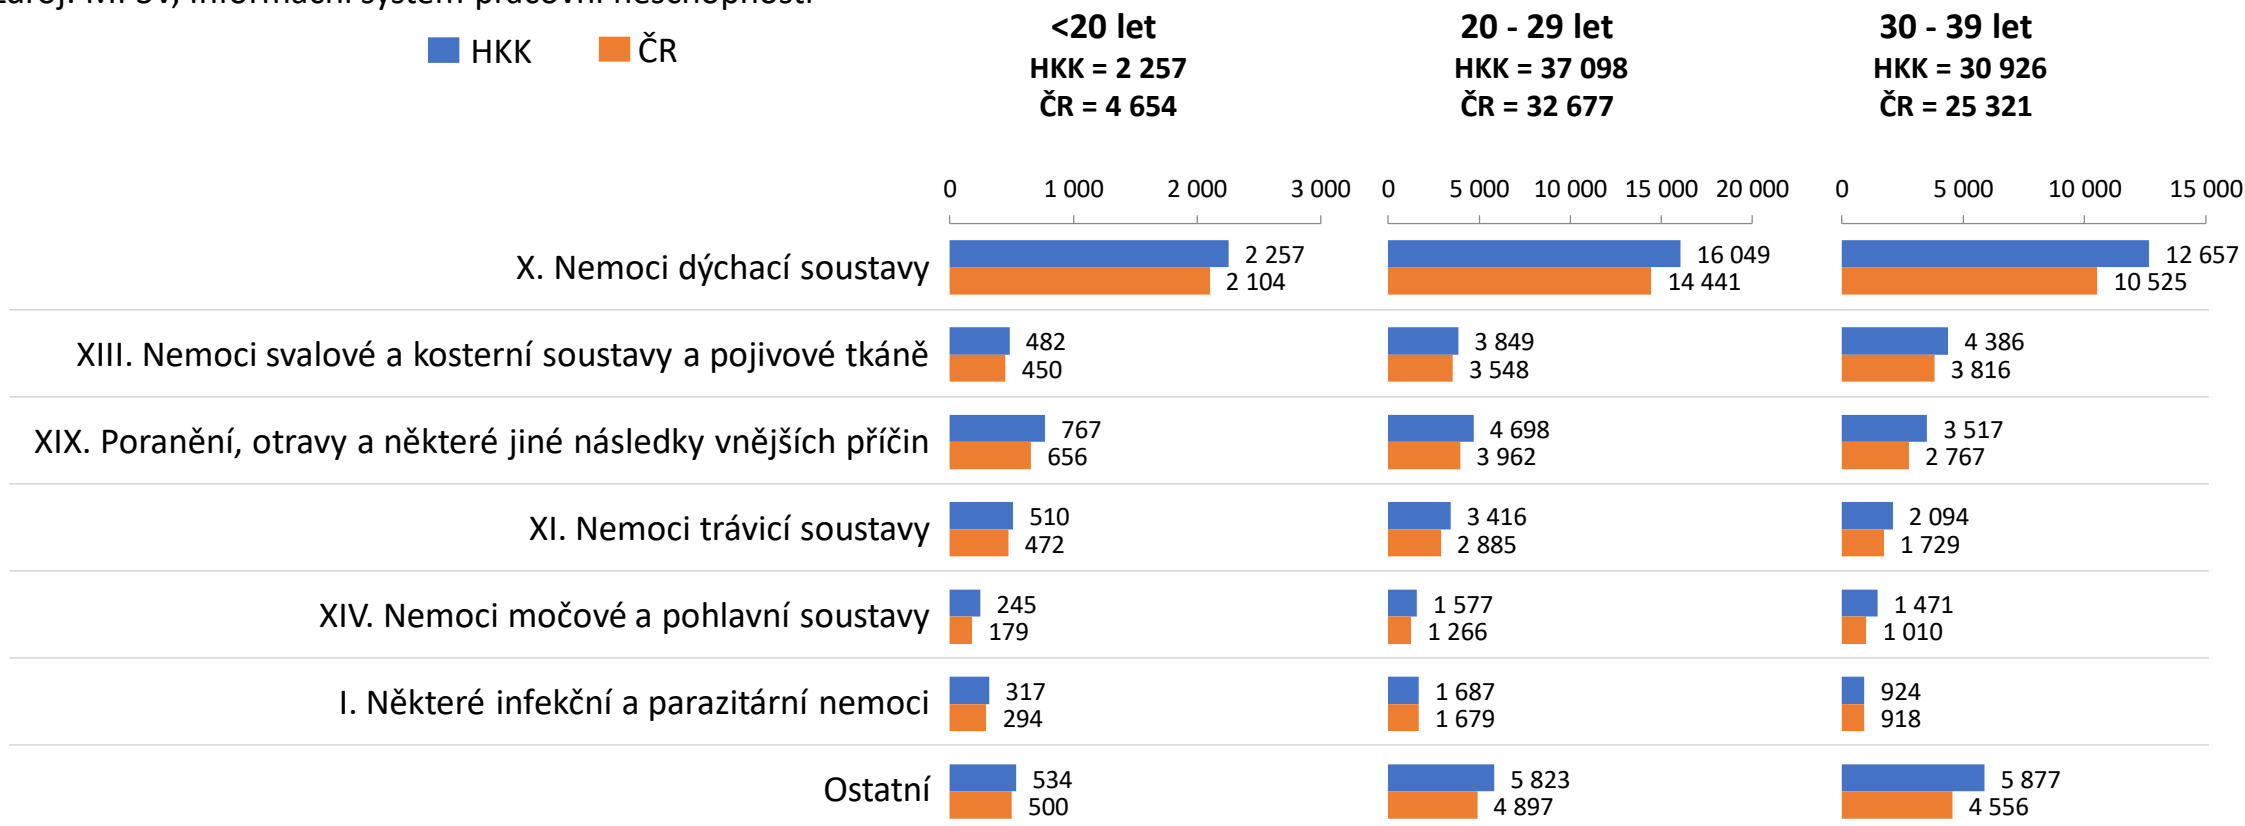 <20 let 20 - 29 let 30 - 39 let
HKK ČR HKK = 2 257 HKK = 37 098 HKK = 30 926
ČR = 4 654 ČR = 32 677 ČR = 25 321
0 1 000 2 000 3 000 0 5 000 10 000 15 000 20 000 0 5 000 10 000 15 000
X. Nemoci dýchací soustavy 2 257 16 049 12 657
2 104 14 441 10 525
XIII. Nemoci svalové a kosterní soustavy a pojivové tkáně 482 3 849 4 386
450 3 548 3 816
XIX. Poranění, otravy a některé jiné následky vnějších příčin 767 4 698 3 517
656 3 962 2 767
XI. Nemoci trávicí soustavy 510 3 416 2 094
472 2 885 1 729
XIV. Nemoci močové a pohlavní soustavy 245 1 577 1 471
179 1 266 1 010
I. Některé infekční a parazitární nemoci 317 1 687 924
294 1 679 918
Ostatní 534 5 823 5 877
500 4 897 4 556